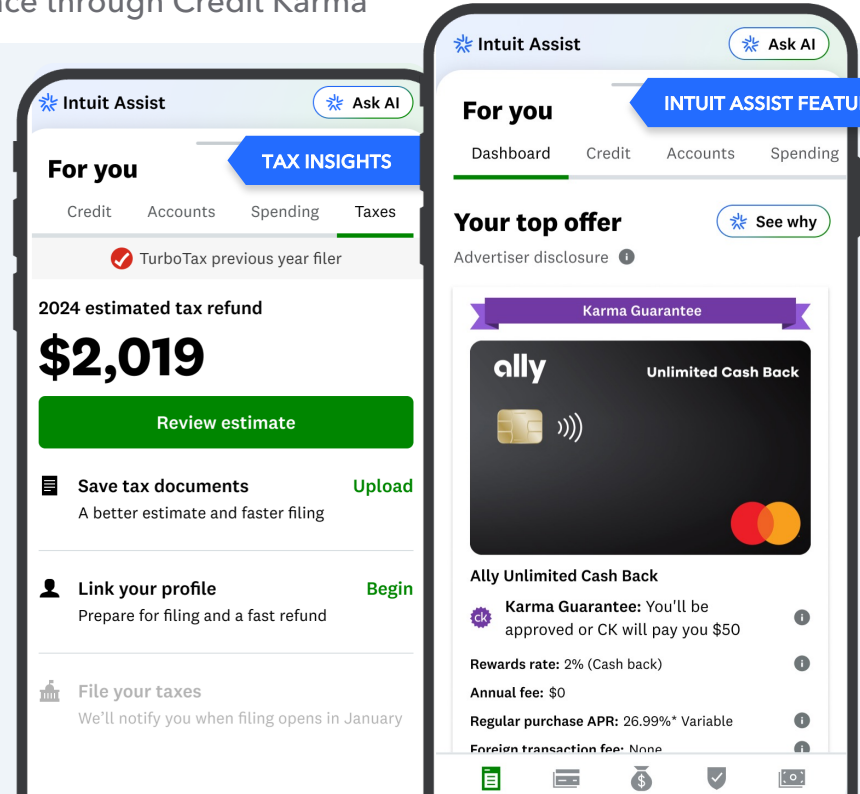 through Credit Karma
Intuit Assist
Ask AI
For you
TAX INSIGHTS
Credit Accounts Spending Taxes
TurboTax previous year filer
2024 estimated tax refund
$2,019
Review estimate
Save tax documents Upload
A better estimate and faster filing
Link your profile Begin
Prepare for filing and a fast refund
File your taxes
We'll notify you when filing opens in January
Intuit Assist
Ask AI
For you
INTUIT ASSIST
Dashboard Credit Accounts Spending
Your top offer
See why
Advertiser disclosure
Karma Guarantee
ally
Unlimited Cash Back
Ally Unlimited Cash Back
ck
Karma Guarantee: You'll be
approved or CK will pay you $50
Rewards rate: 2% (Cash back)
Annual fee: $0
Regular purchase APR: 26.99%* Variable
Foreign transaction fee: None